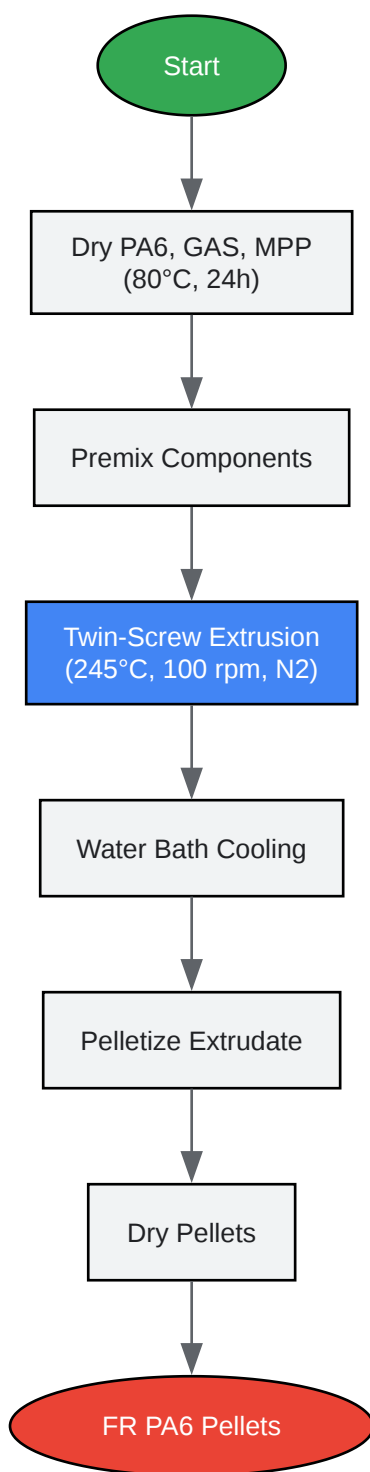 Start
Dry PA6, GAS, MPP
(80°C, 24h)
Premix Components
Twin-Screw Extrusion
(245°C, 100 rpm, N2)
Water Bath Cooling
Pelletize Extrudate
Dry Pellets
FR PA6 Pellets